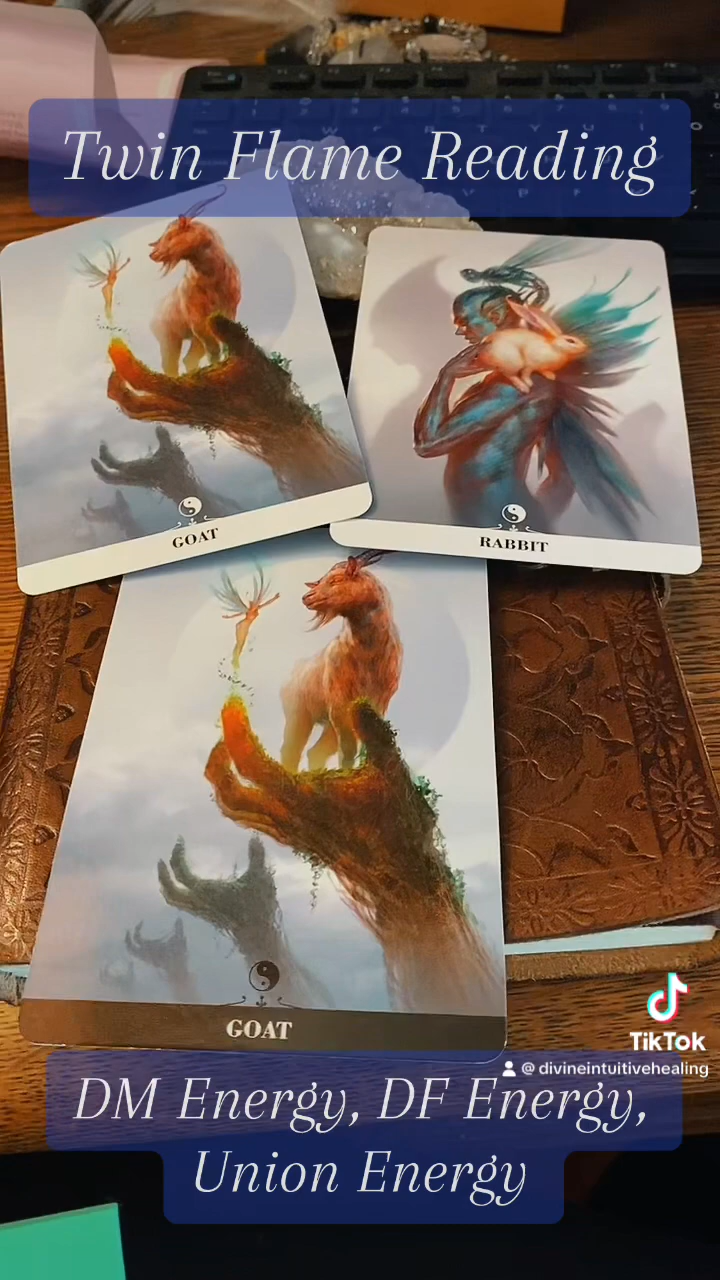 Twin Flame Reading
GOAT
RABBIT
GOAT
TikTok
@ divineintuitivehealing
DM Energy, DF Energy,
Union Energy